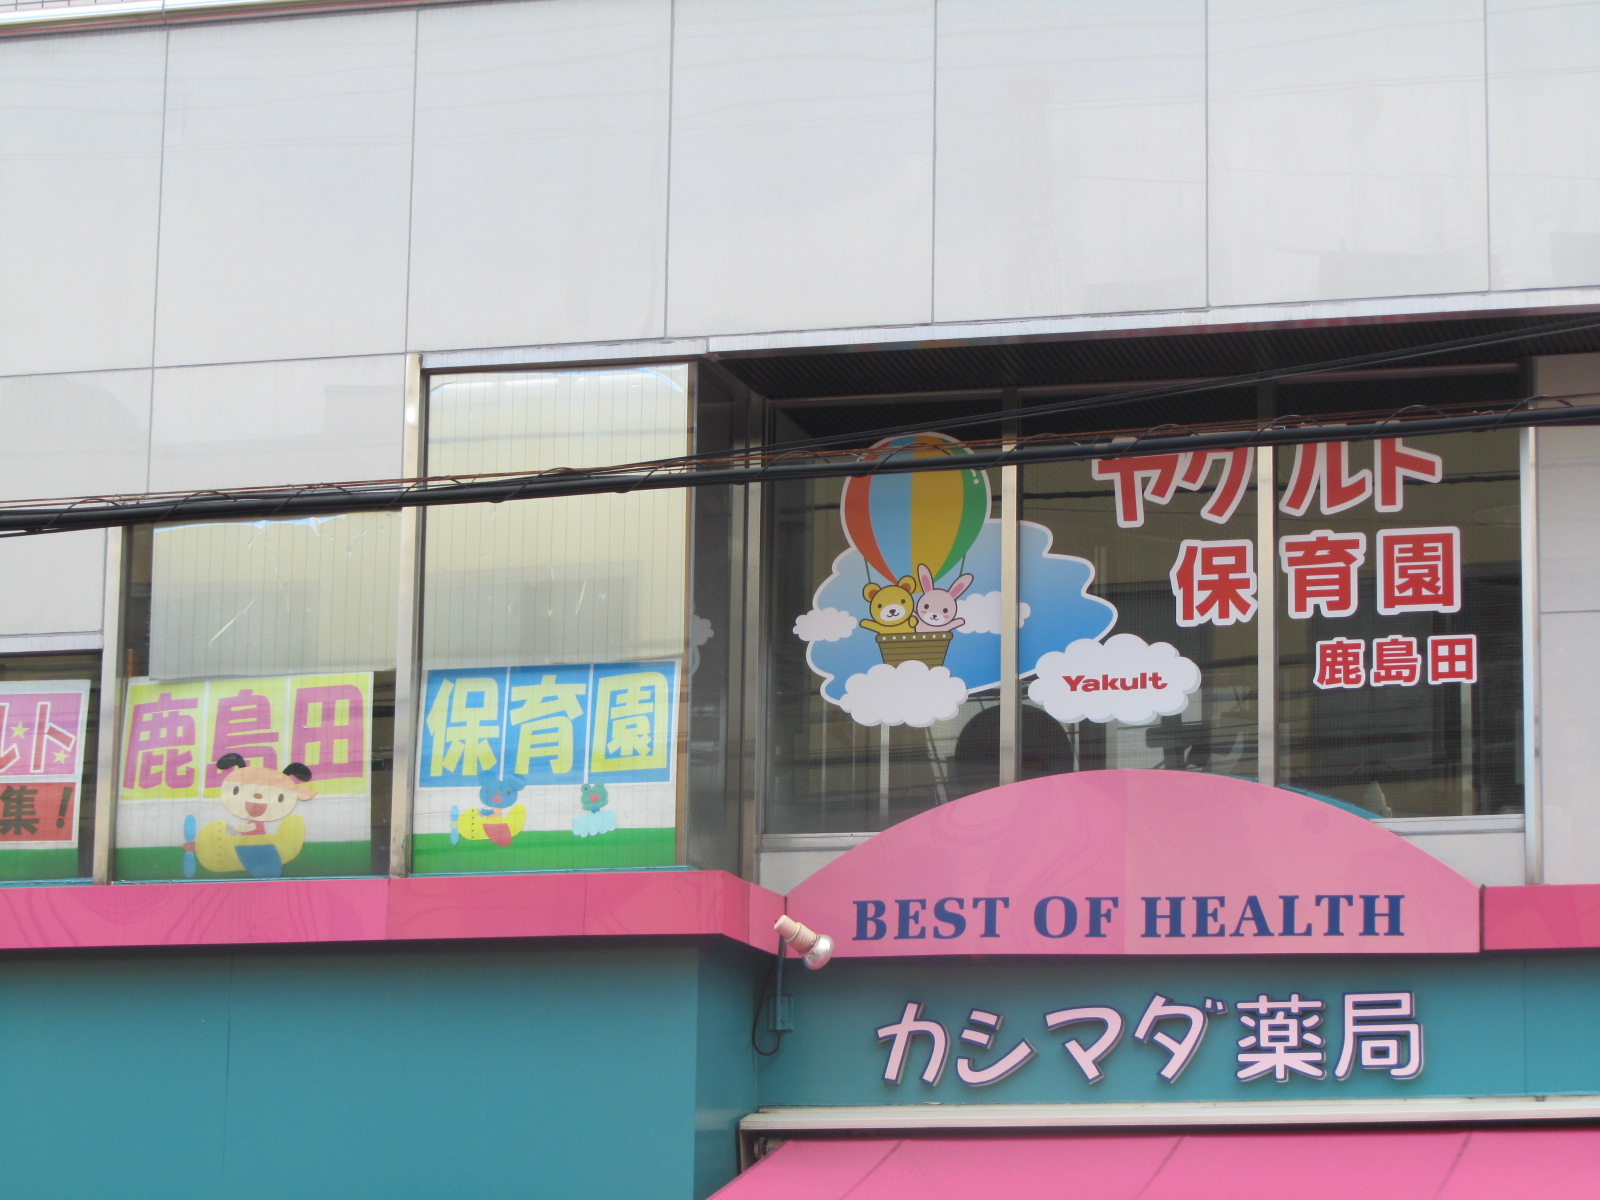 ヤクルト
保育園
鹿島田
Yakult
ルト
集！
鹿島田
保育園
BEST OF HEALTH
カシマダ薬局